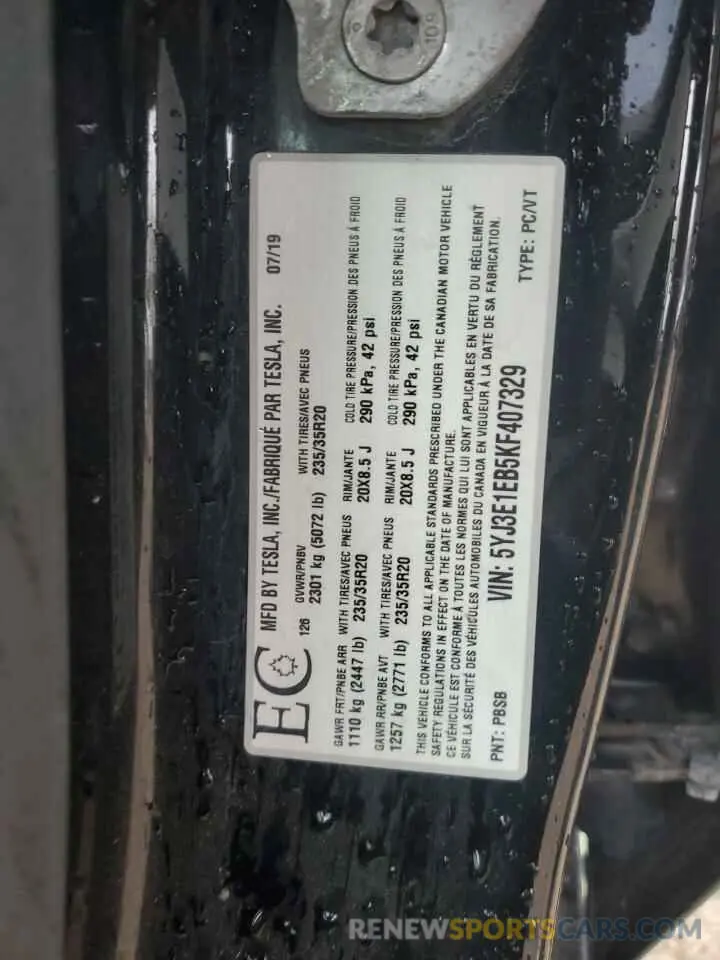 10.9
MFD BY TESLA, INC./FABRIQUÉ PAR TESLA, INC. 07/19
126 GVWR/PNBV WITH TIRES/AVEC PNEUS
2301 kg (5072 lb) 235/35R20
GAWR FRT/PNBE ARR WITH TIRES/AVEC PNEUS RIM/JANTE COLD TIRE PRESSURE/PRESSION DES PNEUS À FROID
1110 kg (2447 lb) 235/35R20 20X8.5 J 290 kPa, 42 psi
GAWR RR/PNBE AVT WITH TIRES/AVEC PNEUS RIM/JANTE COLD TIRE PRESSURE/PRESSION DES PNEUS À FROID
1257 kg (2771 lb) 235/35R20 20X8.5 J 290 kPa, 42 psi
THIS VEHICLE CONFORMS TO ALL APPLICABLE STANDARDS PRESCRIBED UNDER THE CANADIAN MOTOR VEHICLE
SAFETY REGULATIONS IN EFFECT ON THE DATE OF MANUFACTURE.
CE VÉHICULE EST CONFORME À TOUTES LES NORMES QUI LUI SONT APPLICABLES EN VERTU DU RÈGLEMENT
SUR LA SÉCURITÉ DES VÉHICULES AUTOMOBILES DU CANADA EN VIGUEUR À LA DATE DE SA FABRICATION.
PNT: PBSB VIN: 5YJ3E1EB5KF407329 TYPE: PC/VT
RENEWSPORTSCARS.COM